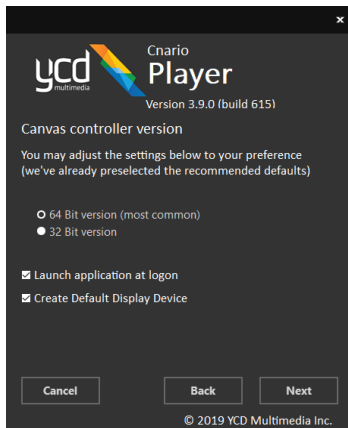 ×
ycd
multimedia
Cnario
Player
Version 3.9.0 (build 615)
Canvas controller version
You may adjust the settings below to your preference
(we've already preselected the recommended defaults)
64 Bit version (most common)
32 Bit version
Launch application at logon
Create Default Display Device
Cancel
Back
Next
© 2019 YCD Multimedia Inc.